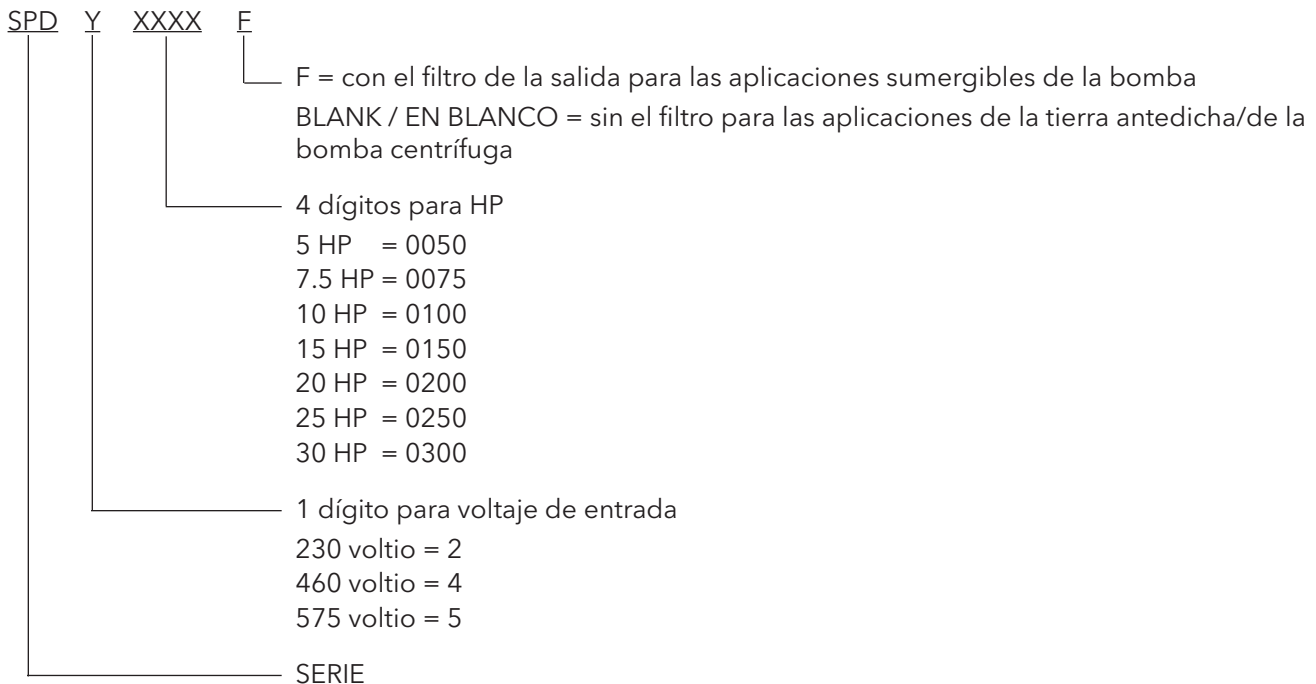 SPD Y XXXX F
F = con el filtro de la salida para las aplicaciones sumergibles de la bomba
BLANK / EN BLANCO = sin el filtro para las aplicaciones de la tierra antedicha/de la
bomba centrífuga
4 dígitos para HP
5 HP = 0050
7.5 HP = 0075
10 HP = 0100
15 HP = 0150
20 HP = 0200
25 HP = 0250
30 HP = 0300
1 dígito para voltaje de entrada
230 voltio = 2
460 voltio = 4
575 voltio = 5
SERIE